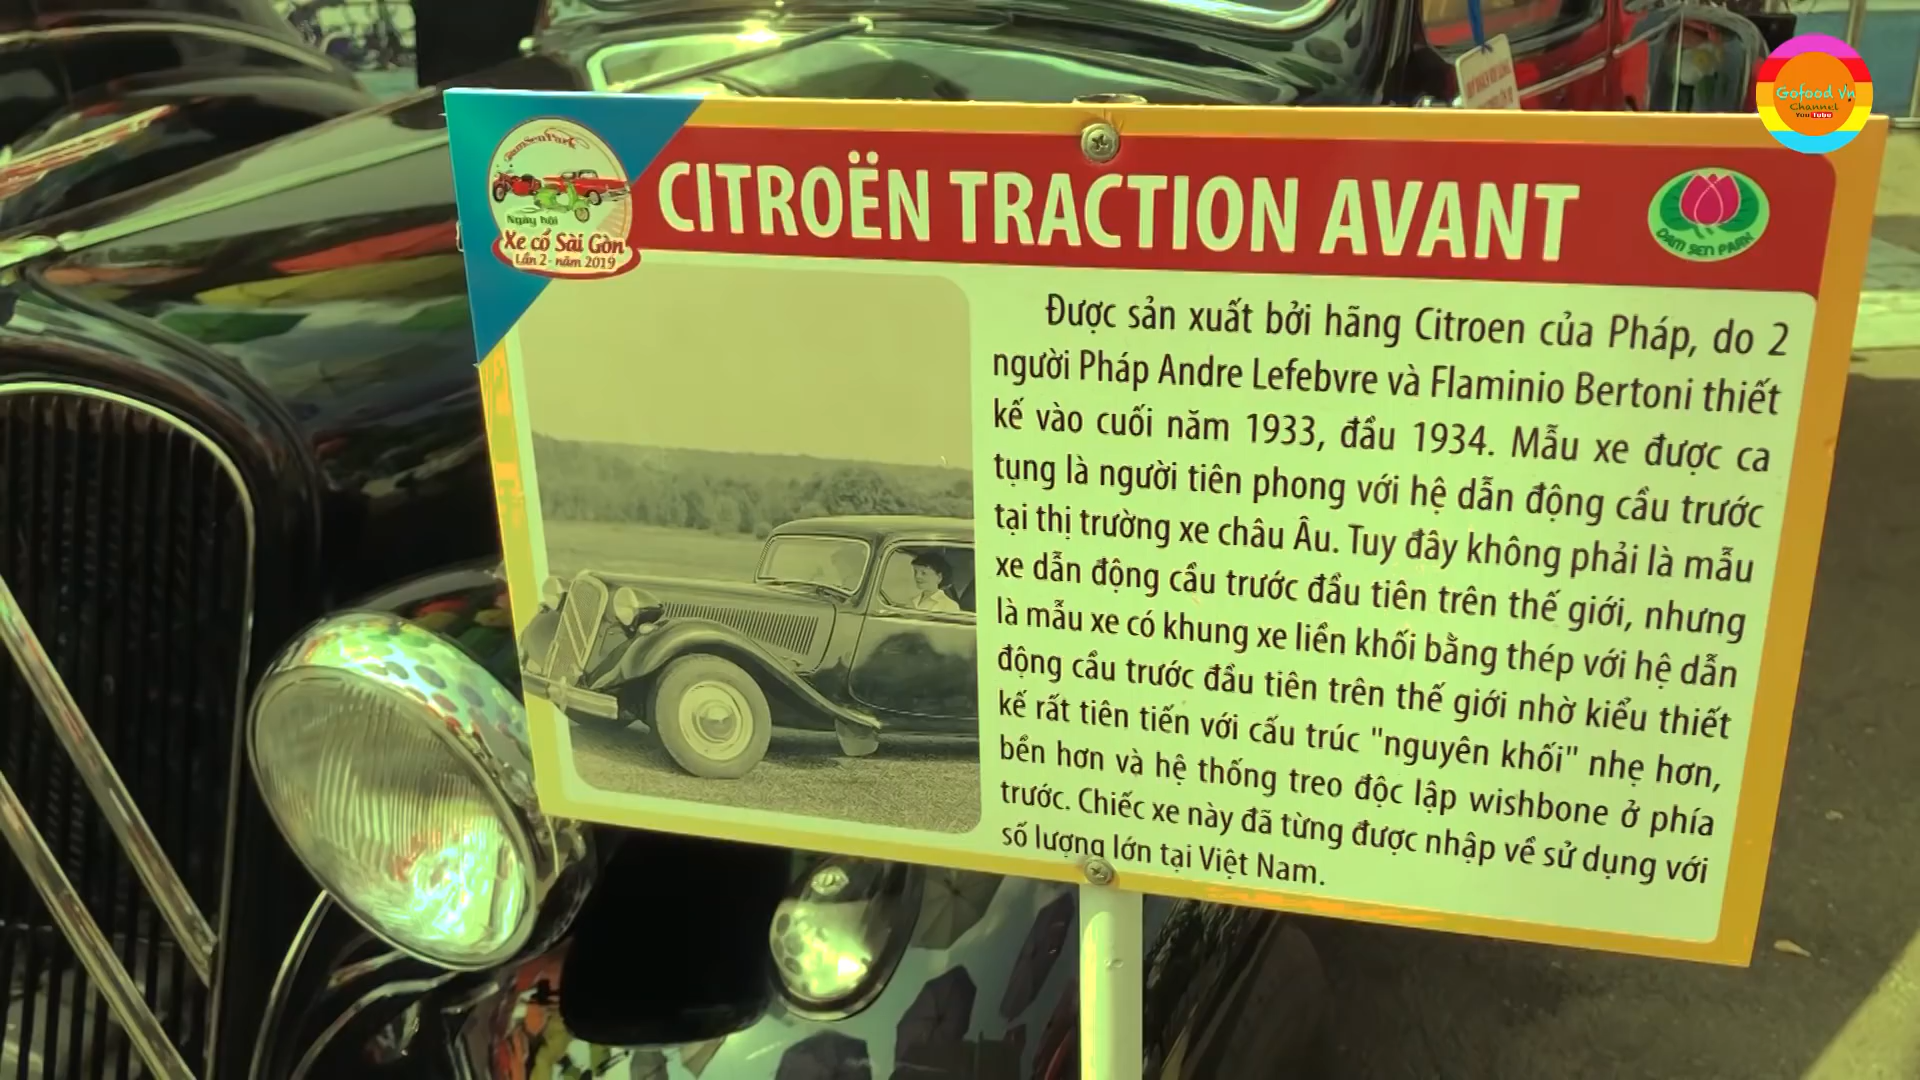 Gofood Vn
Channel
YouTube
DamSenPark
Ngày hội
Xe cổ Sài Gòn
Lần 2 - năm 2019
CITROËN TRACTION AVANT
DAM SEN PARK
Được sản xuất bởi hãng Citroen của Pháp, do 2
người Pháp Andre Lefebvre và Flaminio Bertoni thiết
kế vào cuối năm 1933, đầu 1934. Mẫu xe được ca
tụng là người tiên phong với hệ dẫn động cầu trước
tại thị trường xe châu Âu. Tuy đây không phải là mẫu
xe dẫn động cầu trước đầu tiên trên thế giới, nhưng
là mẫu xe có khung xe liền khối bằng thép với hệ dẫn
động cầu trước đầu tiên trên thế giới nhờ kiểu thiết
kế rất tiên tiến với cấu trúc "nguyên khối" nhẹ hơn,
bền hơn và hệ thống treo độc lập wishbone ở phía
trước. Chiếc xe này đã từng được nhập về sử dụng với
số lượng lớn tại Việt Nam.